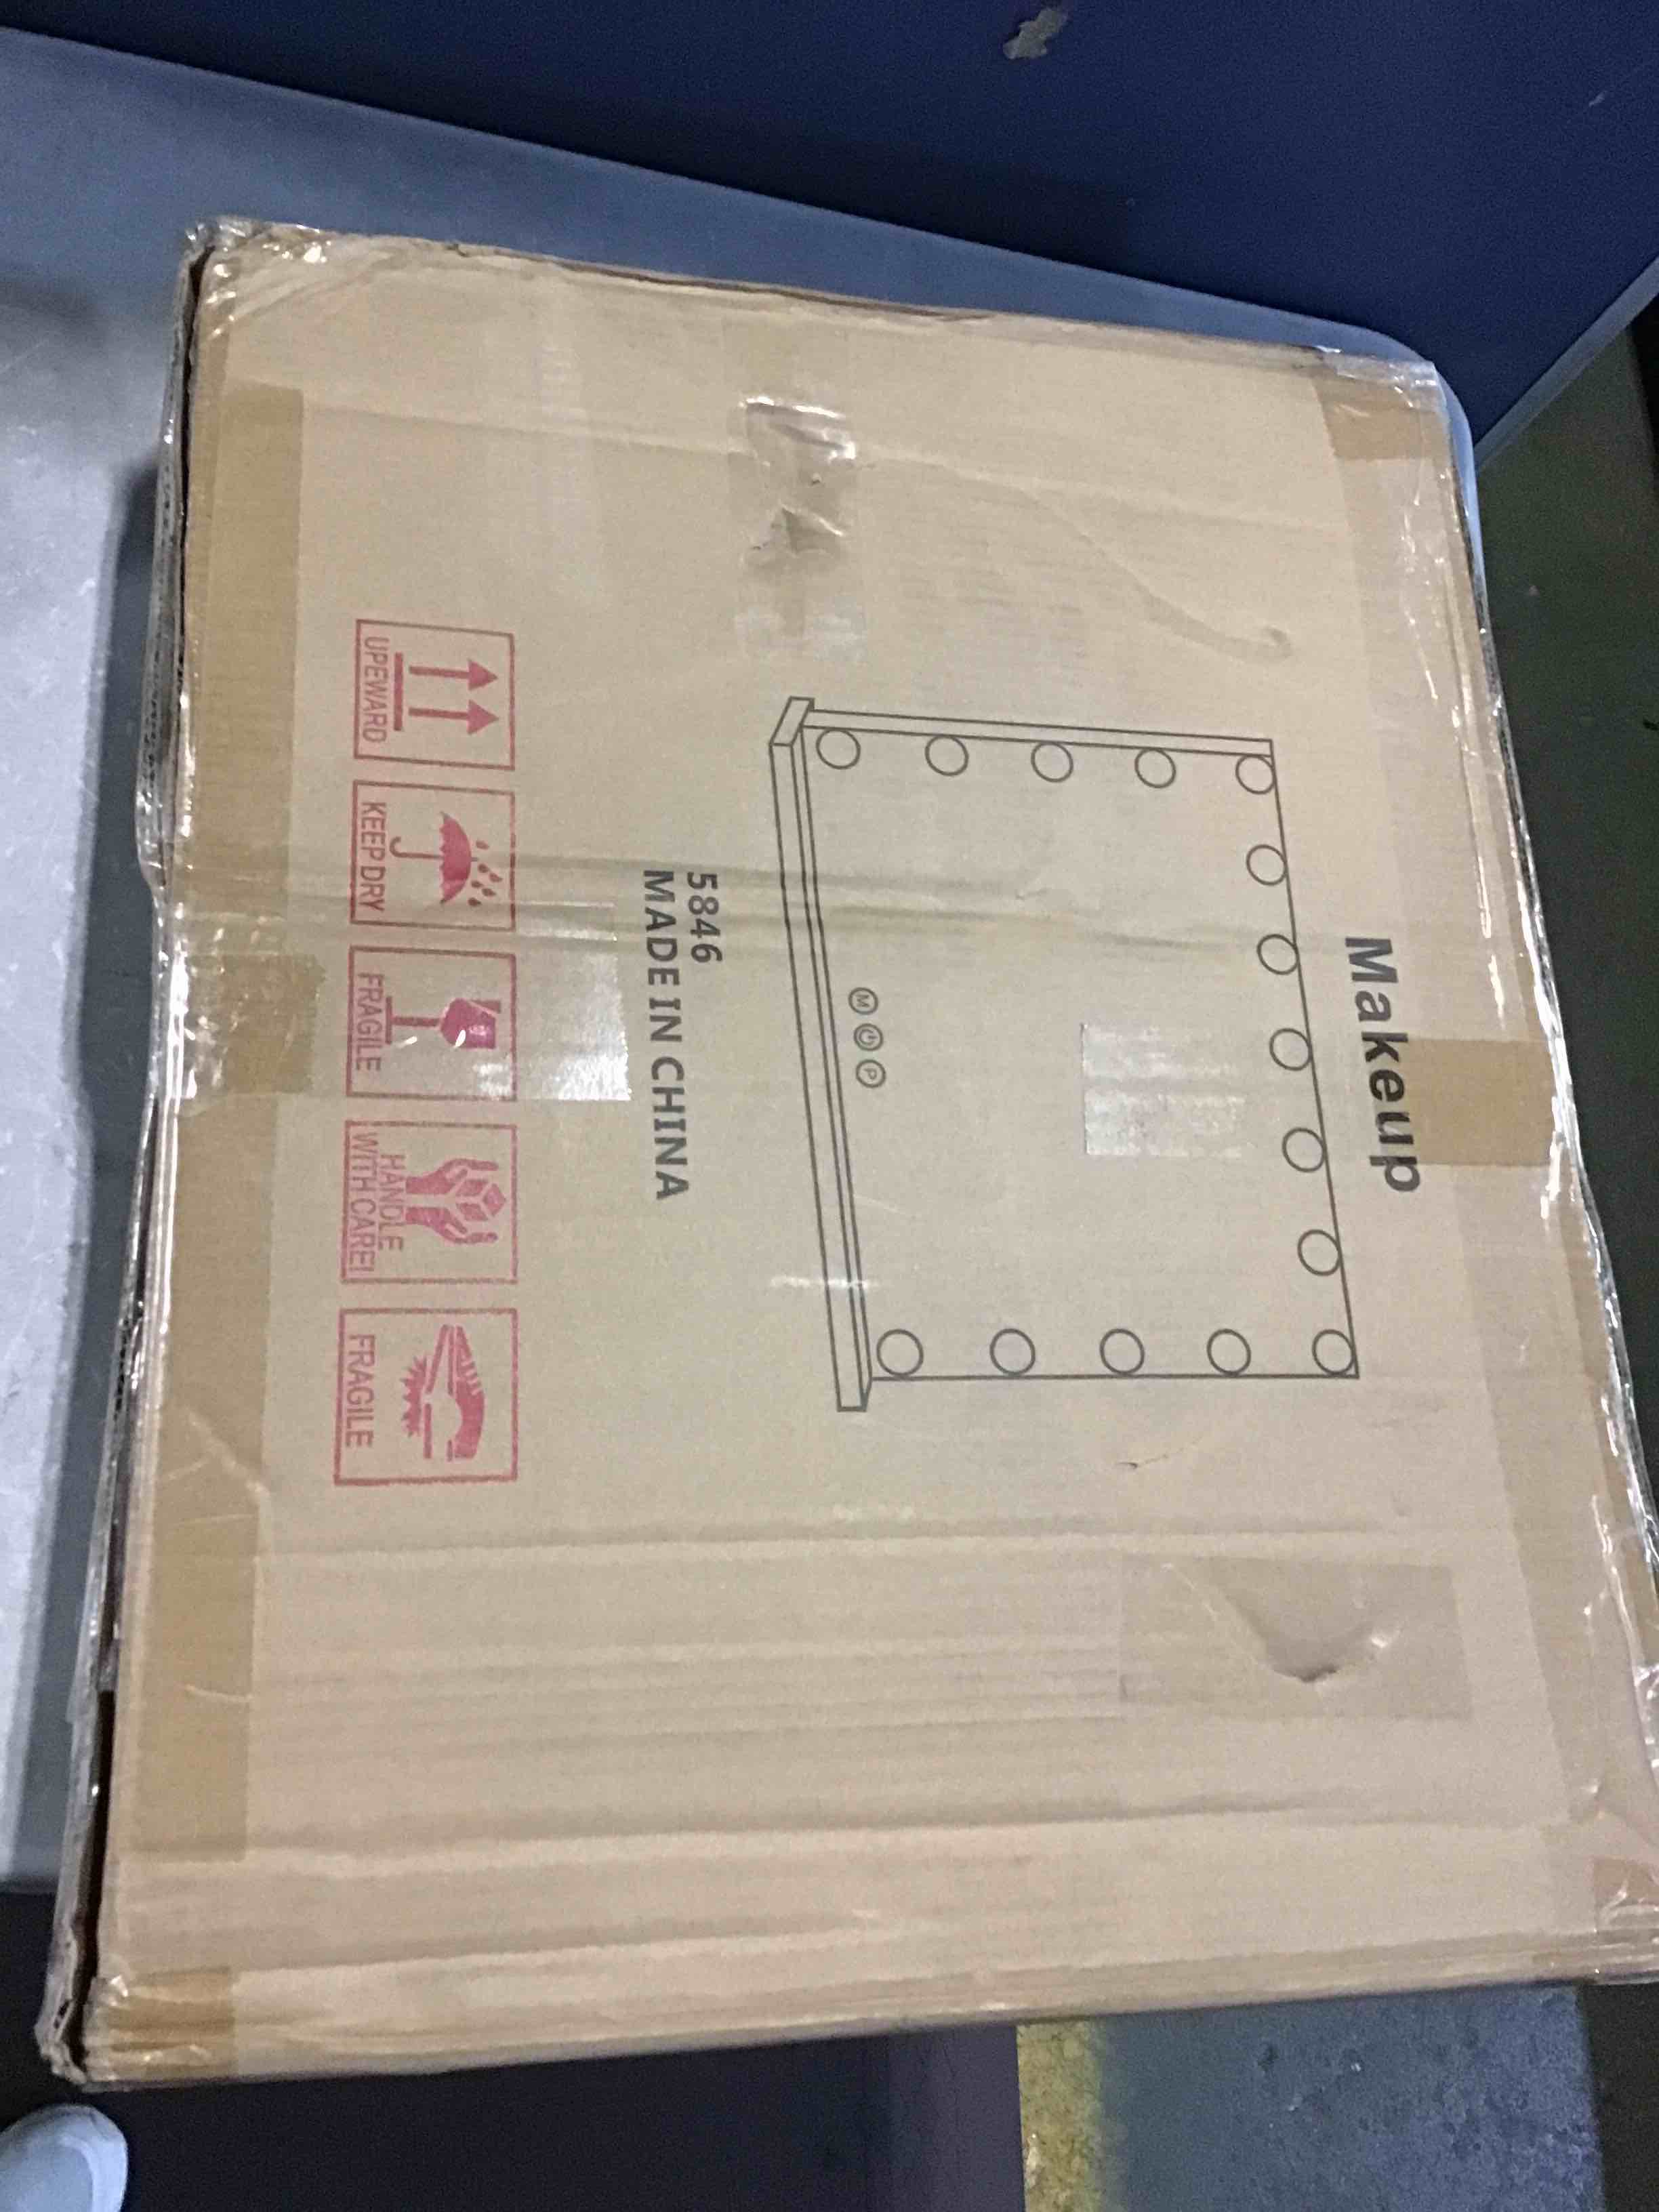 Makeup
M P
5846
MADE IN CHINA
UPEWARD
KEEP DRY
FRAGILE
HANDLE
WITH CARE!
FRAGILE